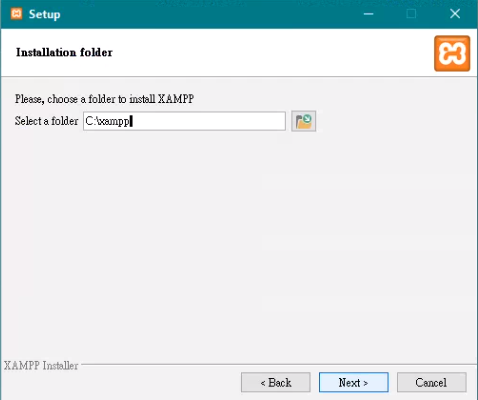 Setup
Installation folder
Please, choose a folder to install XAMPP
Select a folder C:\xampp
XAMPP Installer
< Back Next > Cancel